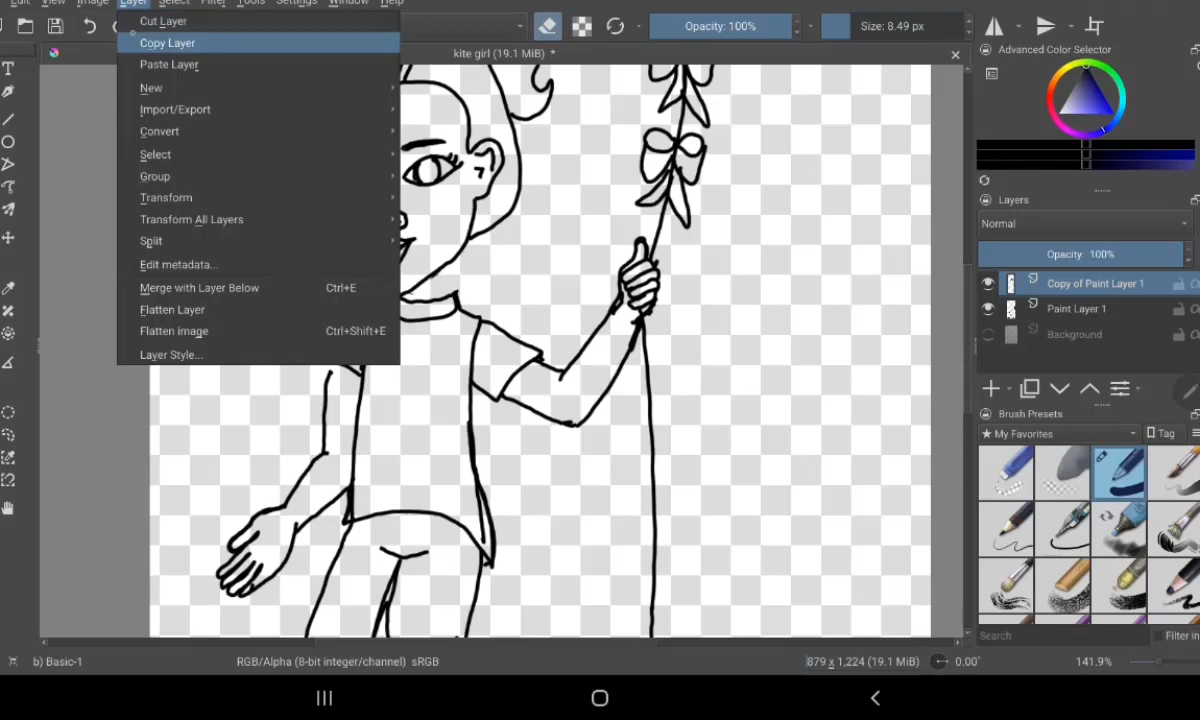 Edit View Image Layer Select Filter Tools Settings Window Help
Cut Layer
Copy Layer
Paste Layer
New
Import/Export
Convert
Select
Group
Transform
Transform All Layers
Split
Edit metadata...
Merge with Layer Below Ctrl+E
Flatten Layer
Flatten image Ctrl+Shift+E
Layer Style...
Opacity: 100%
Size: 8.49 px
kite girl (19.1 MiB) *
Advanced Color Selector
Layers
Normal
Opacity 100%
Copy of Paint Layer 1
Paint Layer 1
Background
Brush Presets
★ My Favorites
Tag
Search
Filter in
b) Basic-1
RGB/Alpha (8-bit integer/channel) sRGB
879 x 1,224 (19.1 MiB)
0.00°
141.9%